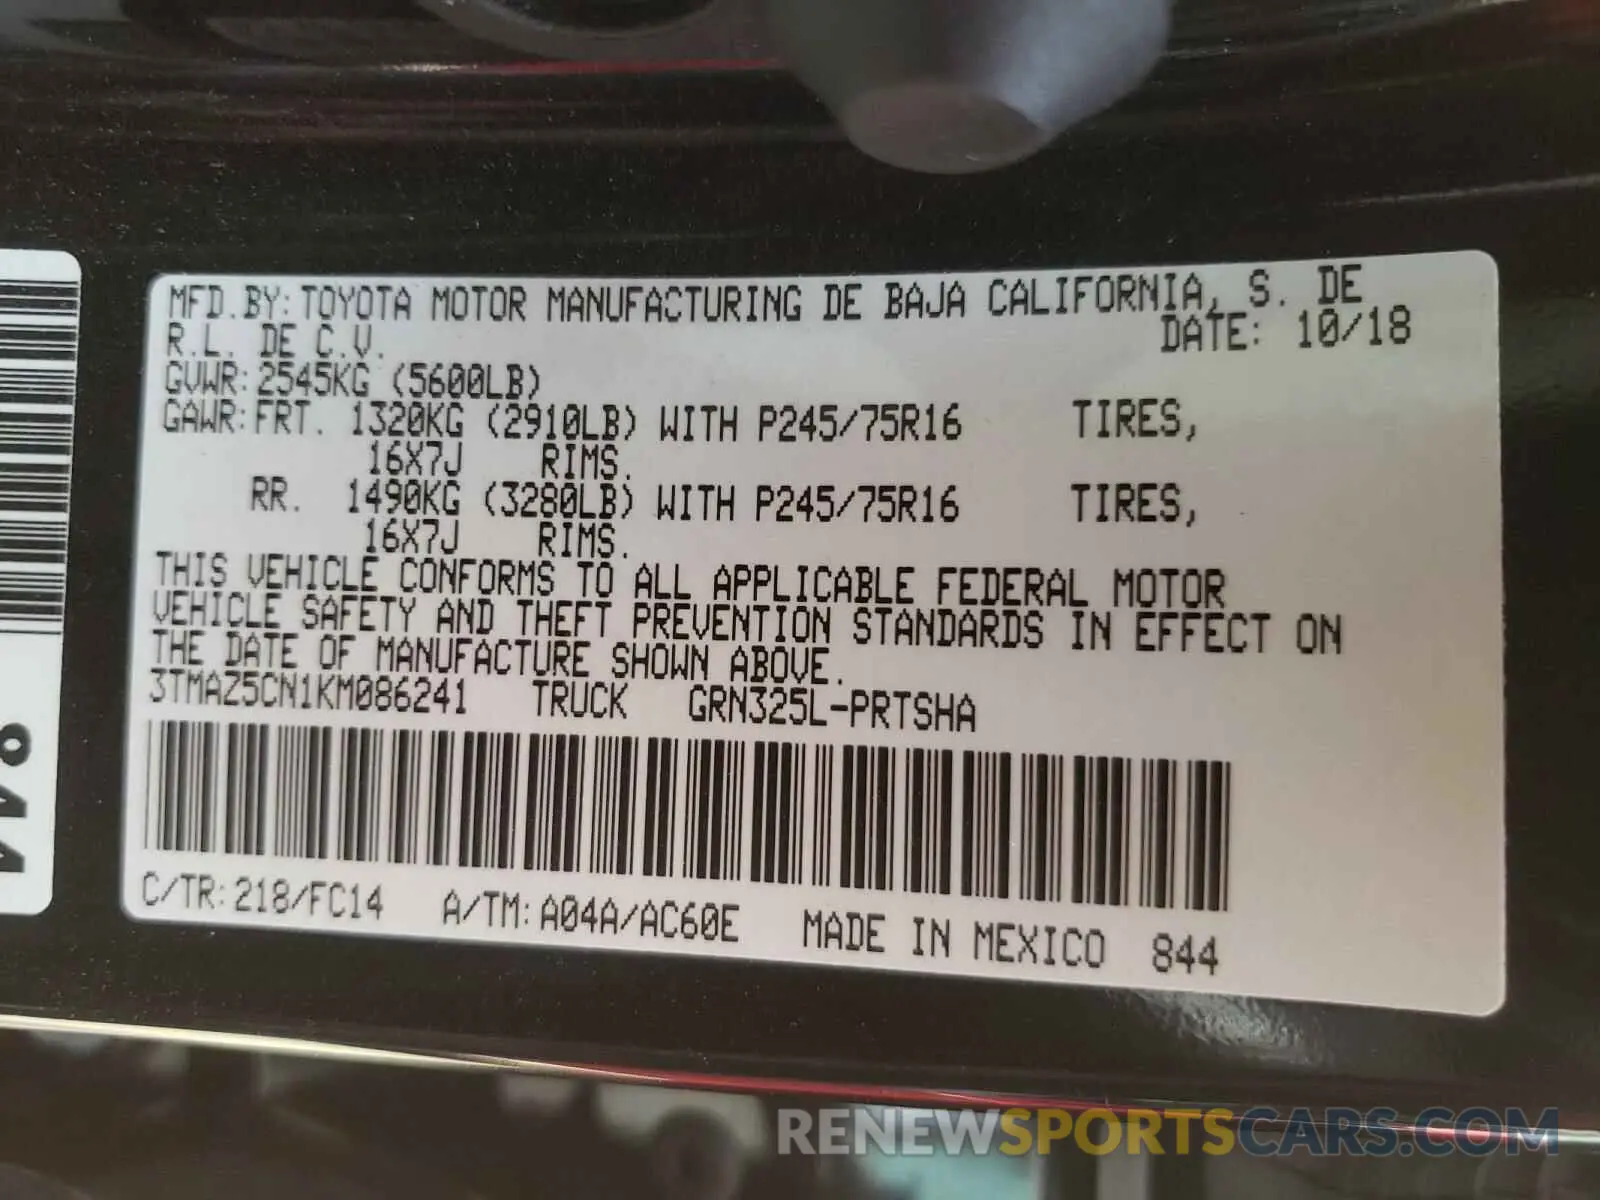 MFD.BY:TOYOTA MOTOR MANUFACTURING DE BAJA CALIFORNIA, S. DE
R.L. DE C.V.
DATE: 10/18
GVWR:2545KG (5600LB)
GAWR:FRT. 1320KG (2910LB) WITH P245/75R16 TIRES,
16X7J RIMS.
RR. 1490KG (3280LB) WITH P245/75R16 TIRES,
16X7J RIMS.
THIS VEHICLE CONFORMS TO ALL APPLICABLE FEDERAL MOTOR
VEHICLE SAFETY AND THEFT PREVENTION STANDARDS IN EFFECT ON
THE DATE OF MANUFACTURE SHOWN ABOVE.
3TMAZ5CN1KM086241 TRUCK GRN325L-PRTSHA
C/TR:218/FC14 A/TM:A04A/AC60E MADE IN MEXICO 844
844
RENEWSPORTSCARS.COM